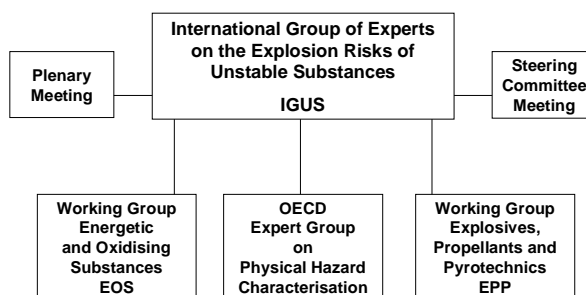 International Group of Experts
on the Explosion Risks of
Unstable Substances
IGUS
Plenary
Meeting
Steering
Committee
Meeting
Working Group
Energetic
and Oxidising
Substances
EOS
OECD
Expert Group
on
Physical Hazard
Characterisation
Working Group
Explosives,
Propellants and
Pyrotechnics
EPP